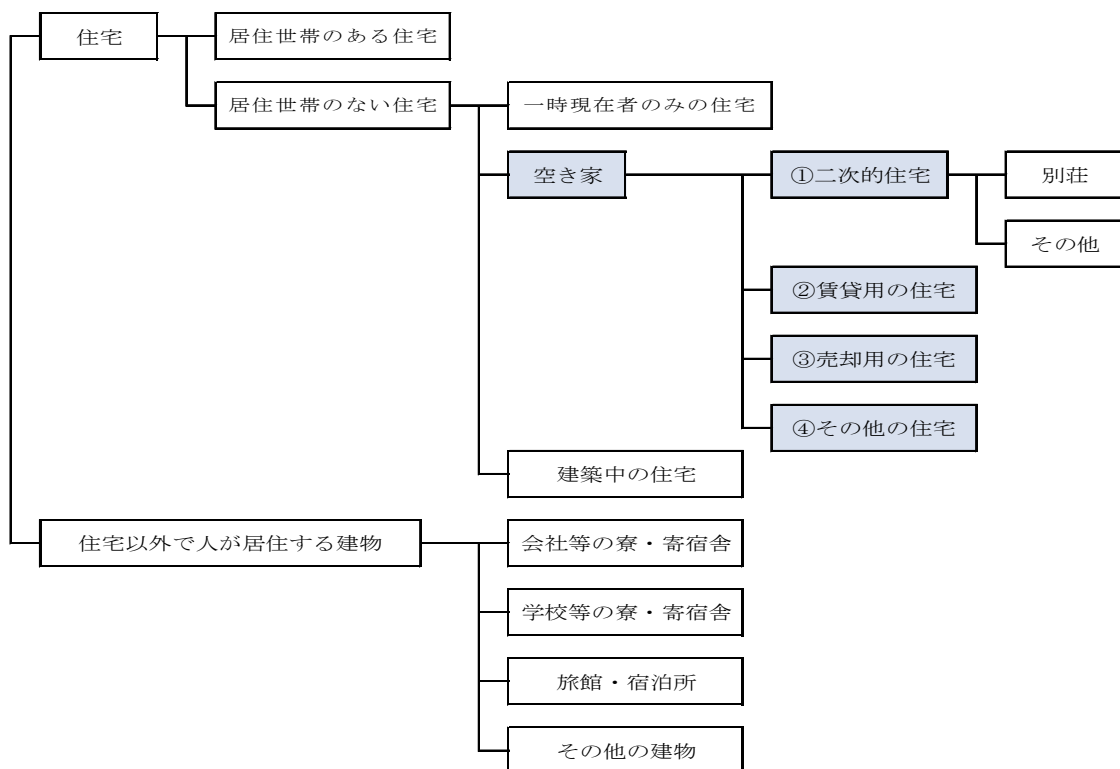 住宅
居住世帯のある住宅
居住世帯のない住宅
一時現在者のみの住宅
空き家
①二次的住宅
別荘
その他
②賃貸用の住宅
③売却用の住宅
④その他の住宅
建築中の住宅
住宅以外で人が居住する建物
会社等の寮・寄宿舎
学校等の寮・寄宿舎
旅館・宿泊所
その他の建物